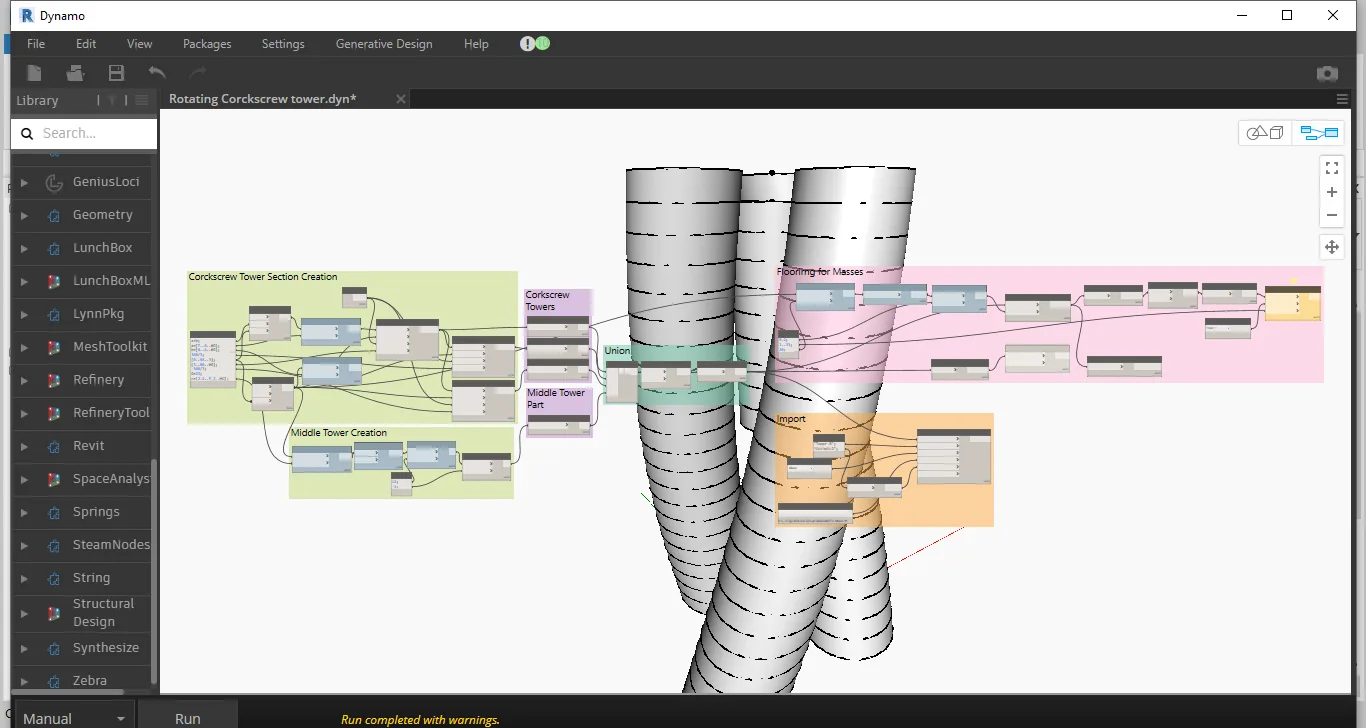 Dynamo
File Edit View Packages Settings Generative Design Help
Library
Rotating Corckscrew tower.dyn*
Search...
GeniusLoci
Geometry
LunchBox
LunchBoxML
LynnPkg
MeshToolkit
Refinery
RefineryTool
Revit
SpaceAnalys
Springs
SteamNodes
String
Structural
Design
Synthesize
Zebra
Corckscrew Tower Section Creation
Middle Tower Creation
Corkscrew
Towers
Middle Tower
Part
Union
Floorimg for Masses
Import
Manual
Run
Run completed with warnings.